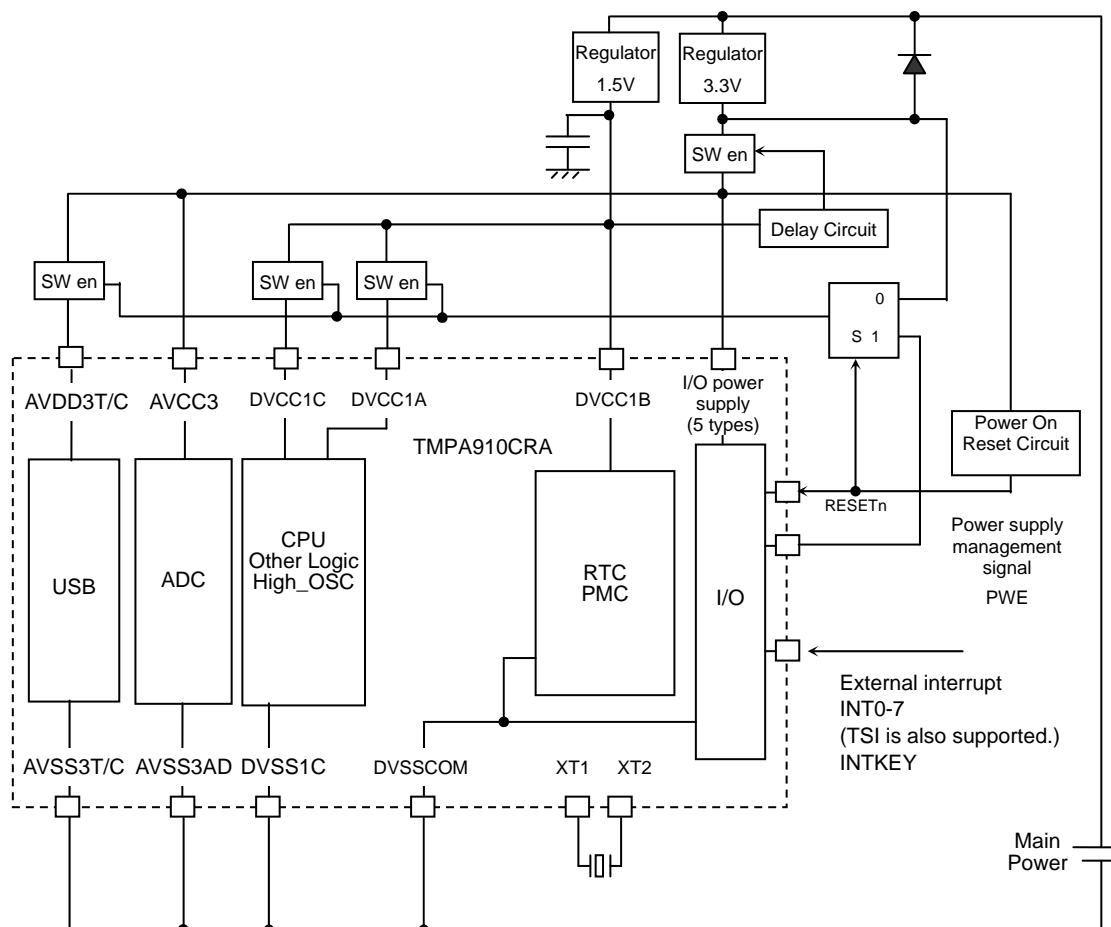 Regulator
1.5V
Regulator
3.3V
SW en
Delay Circuit
SW en
SW en
SW en
0
S 1
AVDD3T/C
AVCC3
DVCC1C
DVCC1A
DVCC1B
I/O power
supply
(5 types)
TMPA910CRA
Power On
Reset Circuit
RESETn
USB
ADC
CPU
Other Logic
High_OSC
RTC
PMC
I/O
Power supply
management
signal
PWE
External interrupt
INT0-7
(TSI is also supported.)
INTKEY
AVSS3T/C
AVSS3AD
DVSS1C
DVSSCOM
XT1
XT2
Main
Power